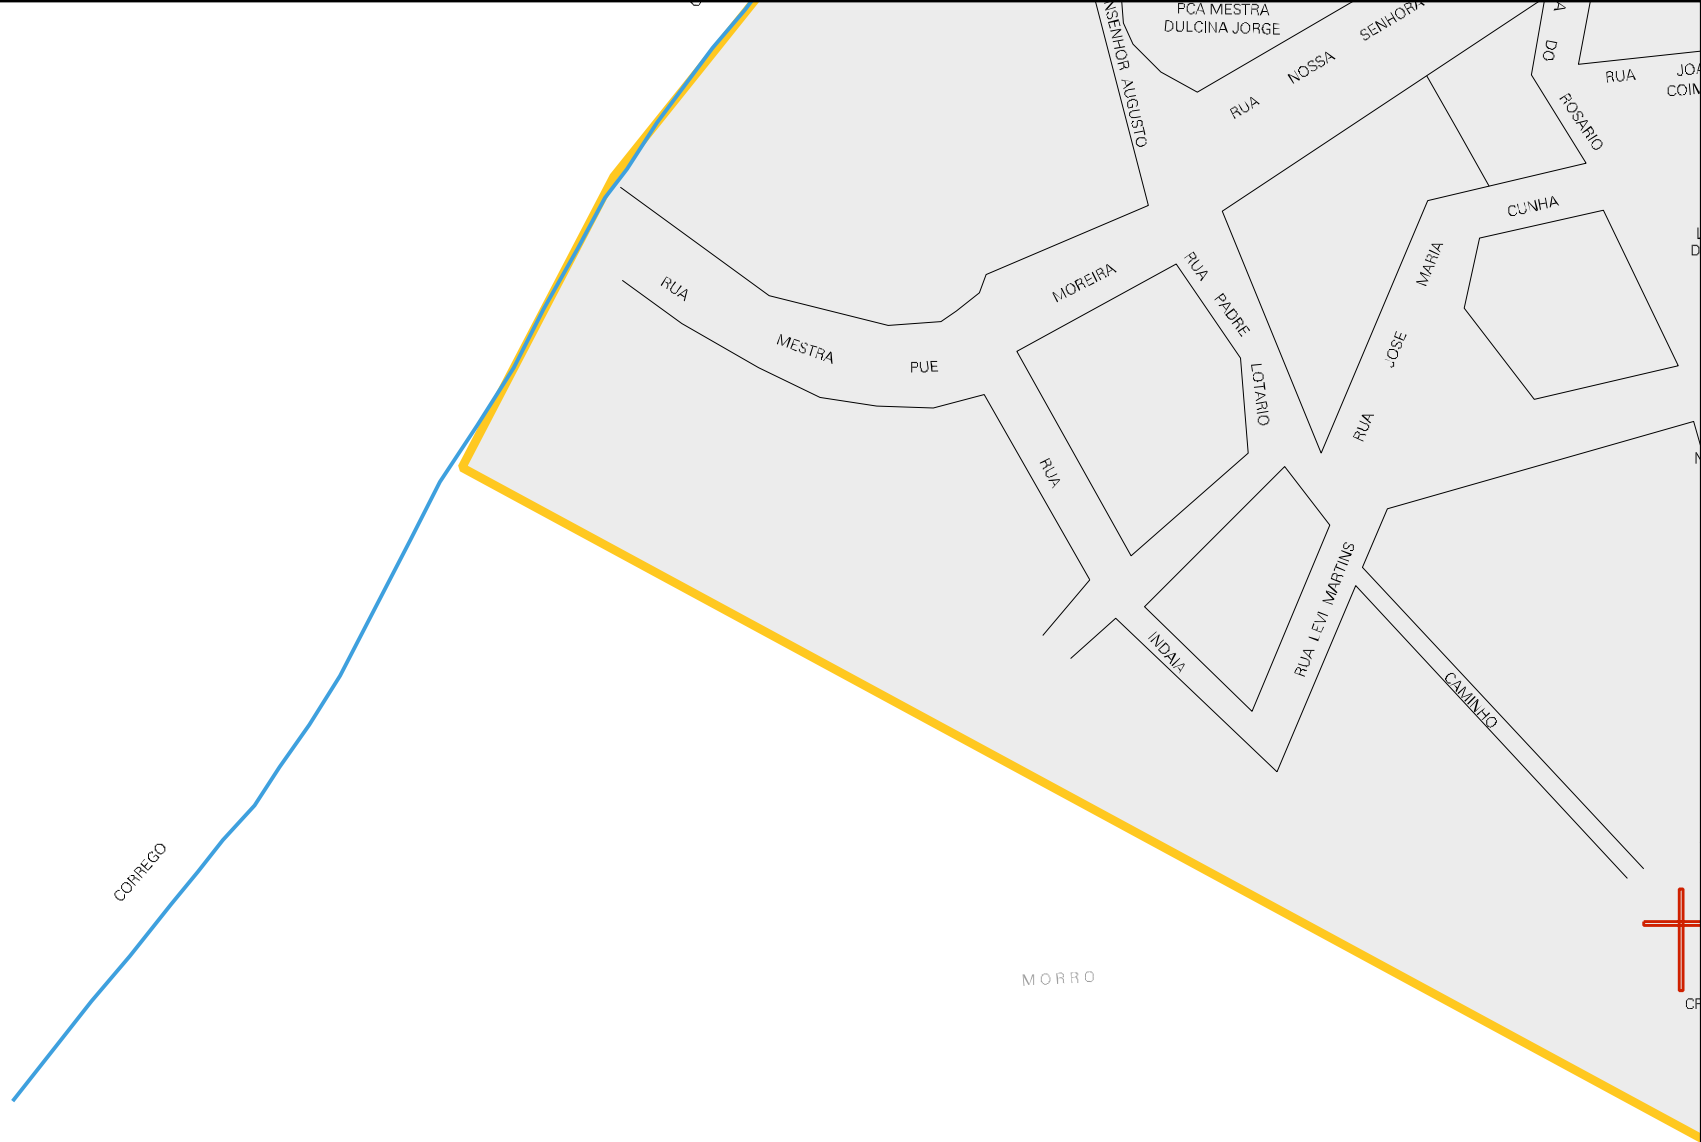 PCA MESTRA
DULCINA JORGE
NSENHOR AUGUSTO
RUA NOSSA SENHORA
DO ROSARIO
RUA
CUNHA
RUA JOSE MARIA
RUA MESTRA PUE MOREIRA
RUA PADRE LOTARIO
RUA INDAIA
RUA LEVI MARTINS
CAMINHO
CORREGO
MORRO